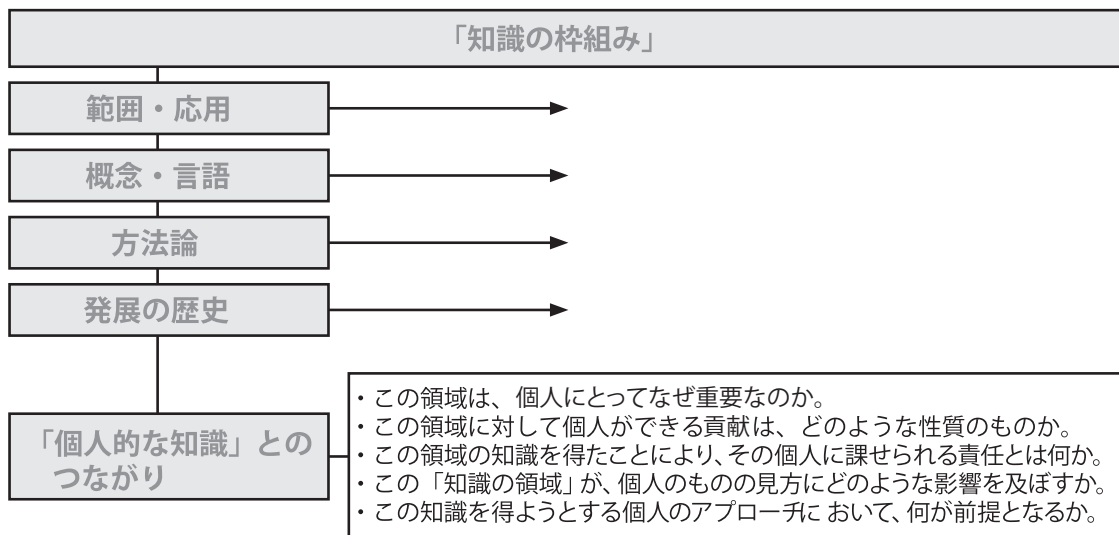 「知識の枠組み」
範囲・応用
概念・言語
方法論
発展の歴史
「個人的な知識」との
つながり
・この領域は、個人にとってなぜ重要なのか。
・この領域に対して個人ができる貢献は、どのような性質のものか。
・この領域の知識を得たことにより、その個人に課せられる責任とは何か。
・この「知識の領域」が、個人のものの見方にどのような影響を及ぼすか。
・この知識を得ようとする個人のアプローチにおいて、何が前提となるか。